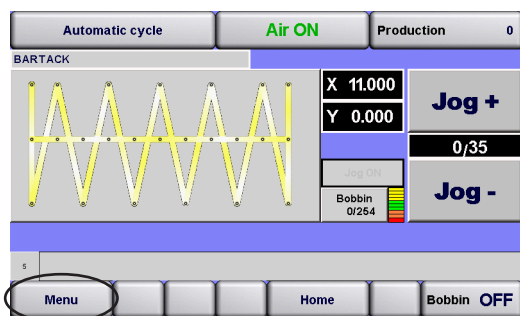 Automatic cycle
Air ON
Production 0
BARTACK
X 11.000
Y 0.000
Jog +
0/35
Jog ON
Bobbin
0/254
Jog -
s
Menu
Home
Bobbin OFF